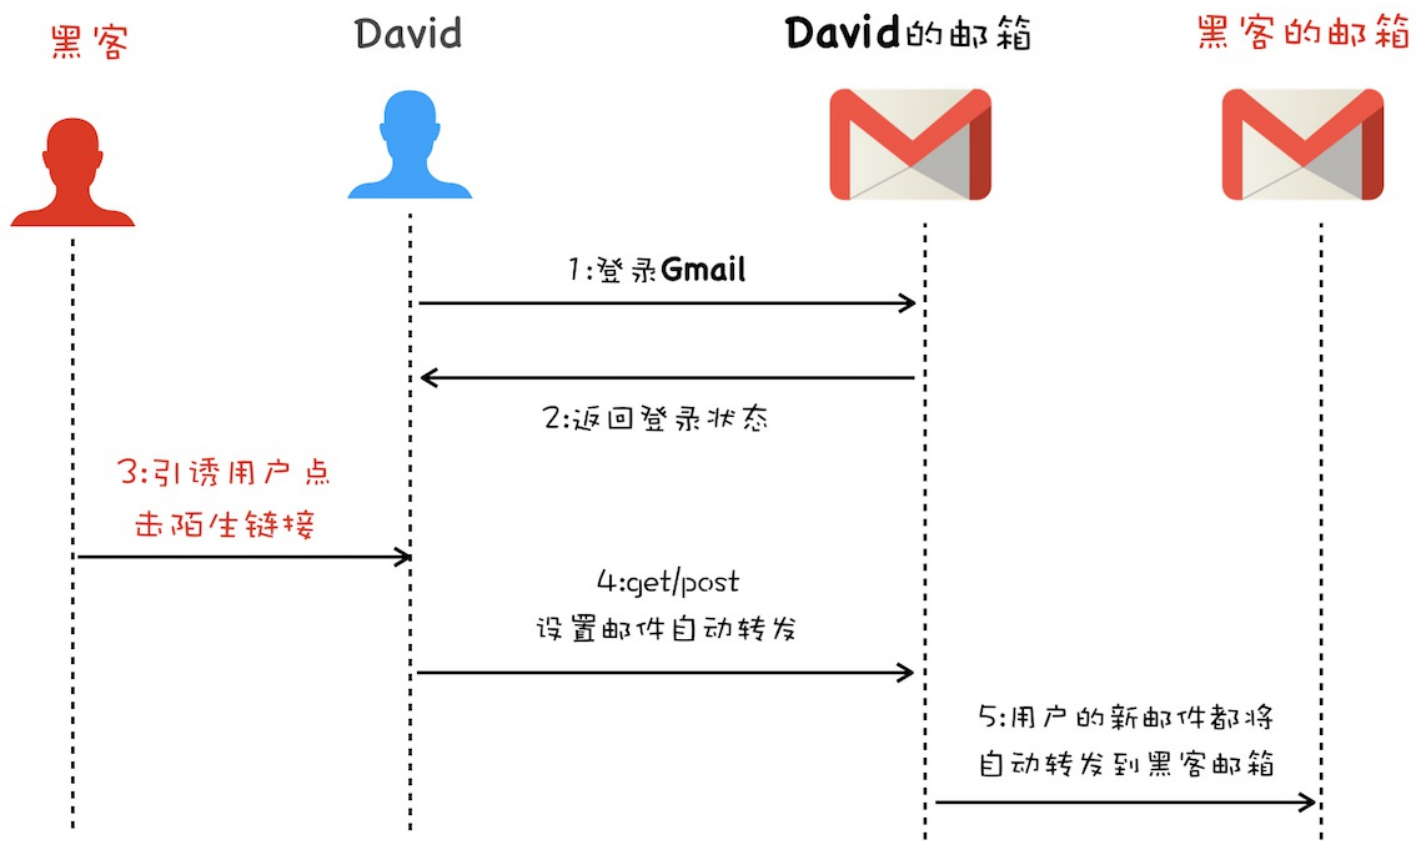 黑客
David
David的邮箱
黑客的邮箱
1:登录Gmail
2:返回登录状态
3:引诱用户点
击陌生链接
4:get/post
设置邮件自动转发
5:用户的新邮件都将
自动转发到黑客邮箱